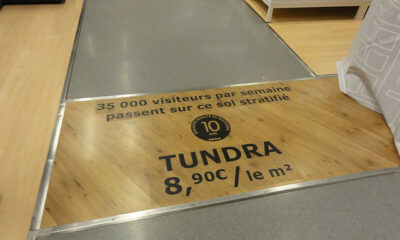 35 000 visiteurs par semaine
passent sur ce sol stratifié
10
TUNDRA
8,90€/le m²